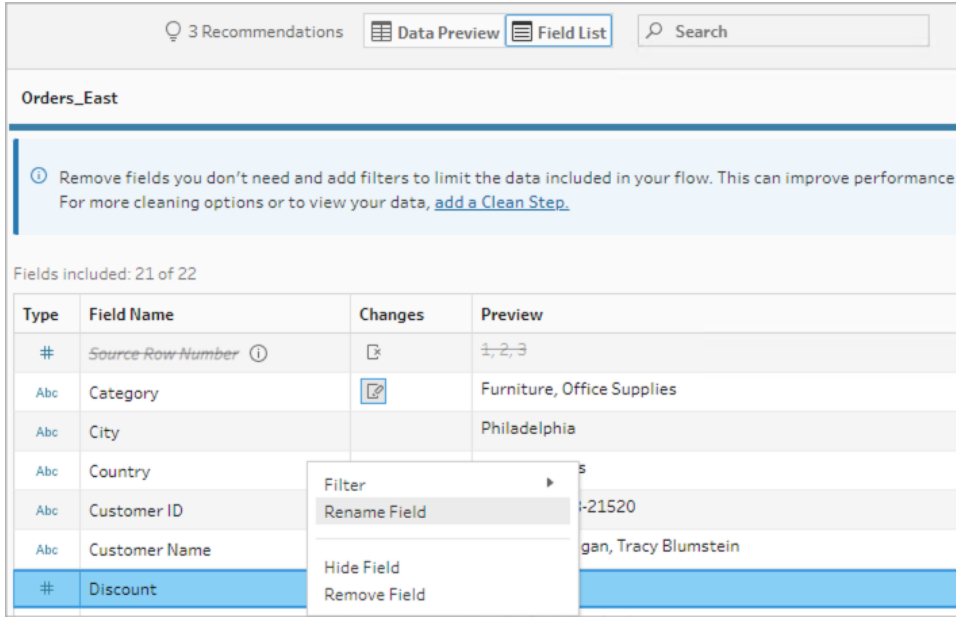 3 Recommendations Data Preview Field List Search
Orders_East
Remove fields you don't need and add filters to limit the data included in your flow. This can improve performance
For more cleaning options or to view your data, add a Clean Step.
Fields included: 21 of 22
Type Field Name Changes Preview
# Source Row Number 1, 2, 3
Abc Category Furniture, Office Supplies
Abc City Philadelphia
Abc Country s
Filter
Abc Customer ID -21520
Rename Field
Abc Customer Name gan, Tracy Blumstein
Hide Field
# Discount
Remove Field